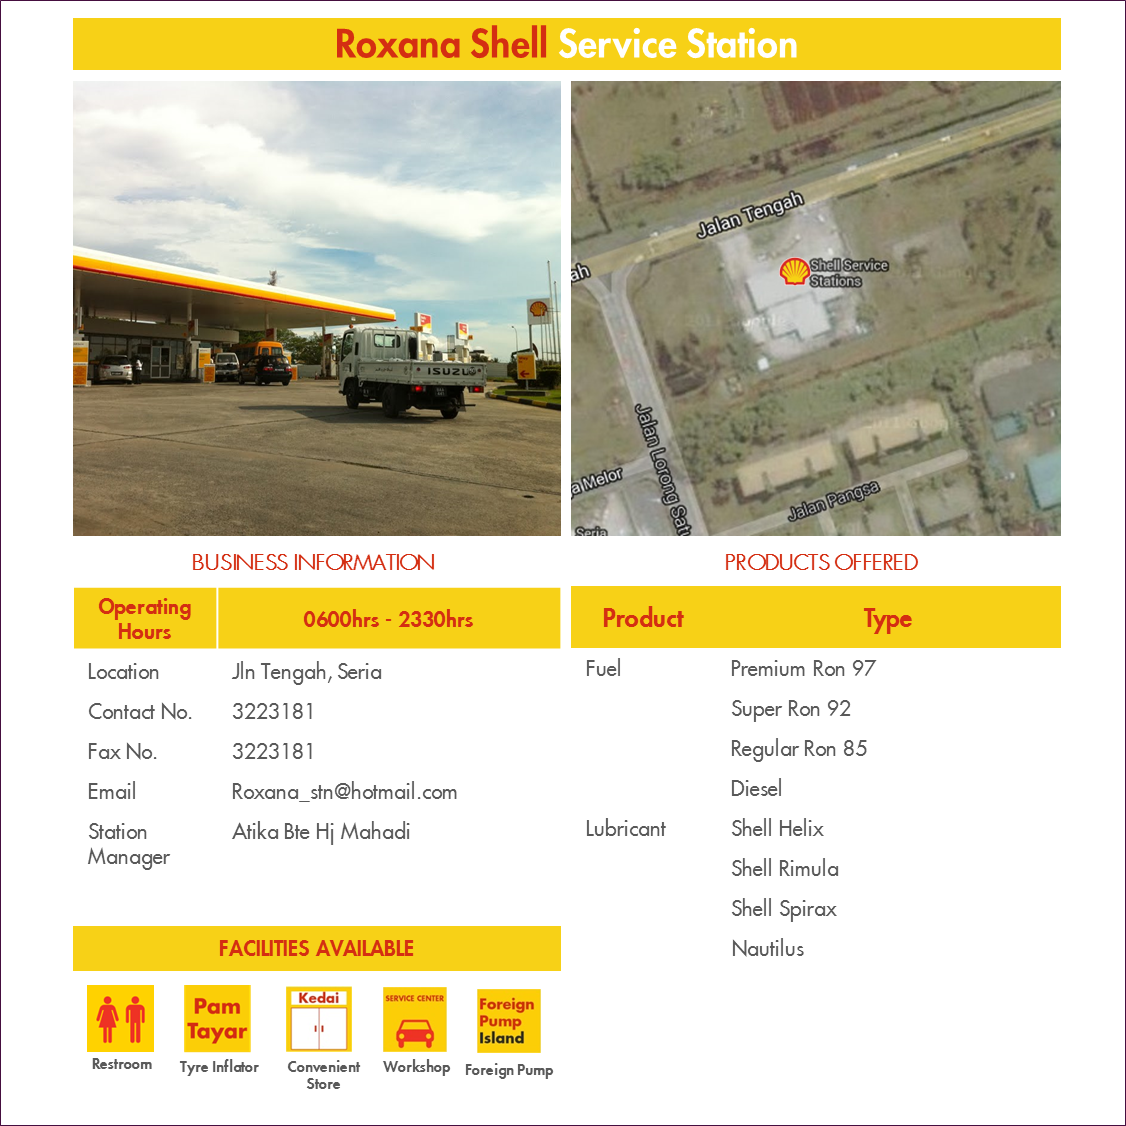 Roxana Shell Service Station
ISUZU
Jalan Tengah
Shell Service
Stations
ah
Jalan Lorong Satu
a Melor
Jalan Pangsa
Seria
BUSINESS INFORMATION
Operating
Hours
0600hrs - 2330hrs
Location
Jln Tengah, Seria
Contact No.
3223181
Fax No.
3223181
Email
Roxana_stn@hotmail.com
Station
Manager
Atika Bte Hj Mahadi
PRODUCTS OFFERED
Product
Type
Fuel
Premium Ron 97
Super Ron 92
Regular Ron 85
Diesel
Lubricant
Shell Helix
Shell Rimula
Shell Spirax
Nautilus
FACILITIES AVAILABLE
Restroom
Pam
Tayar
Tyre Inflator
Kedai
Convenient
Store
SERVICE CENTER
Workshop
Foreign
Pump
Island
Foreign Pump